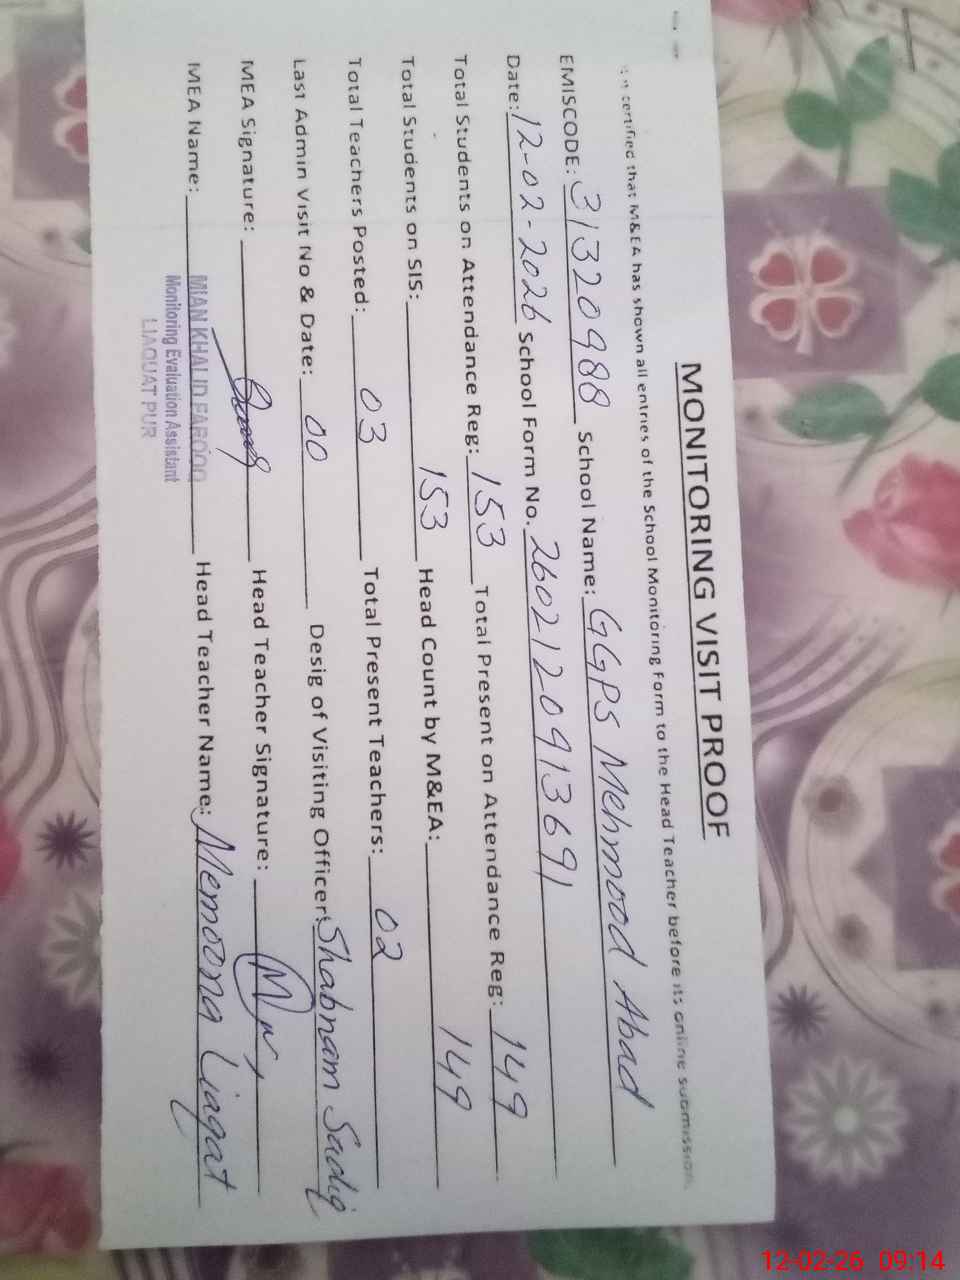 MONITORING VISIT PROOF
certified that M&EA has shown all entries of the School Monitoring Form to the Head Teacher before its online submission.
EMISCODE: 31320988 School Name: GGPS Mehmood Abad
Date: 12-02-2026 School Form No. 2602120913691
Total Students on Attendance Reg: 153 Total Present on Attendance Reg: 149
Total Students on SIS: 153 Head Count by M&EA: 149
Total Teachers Posted: 03 Total Present Teachers: 02
Last Admin Visit No & Date: 00 Desig of Visiting Officer: Shabnam Sadiq
MEA Signature: Head Teacher Signature:
MEA Name: MIAN KHALID FAROOQ Head Teacher Name: Memoona Liaqat
Monitoring Evaluation Assistant
LIAQUAT PUR
12-02-26 09:14